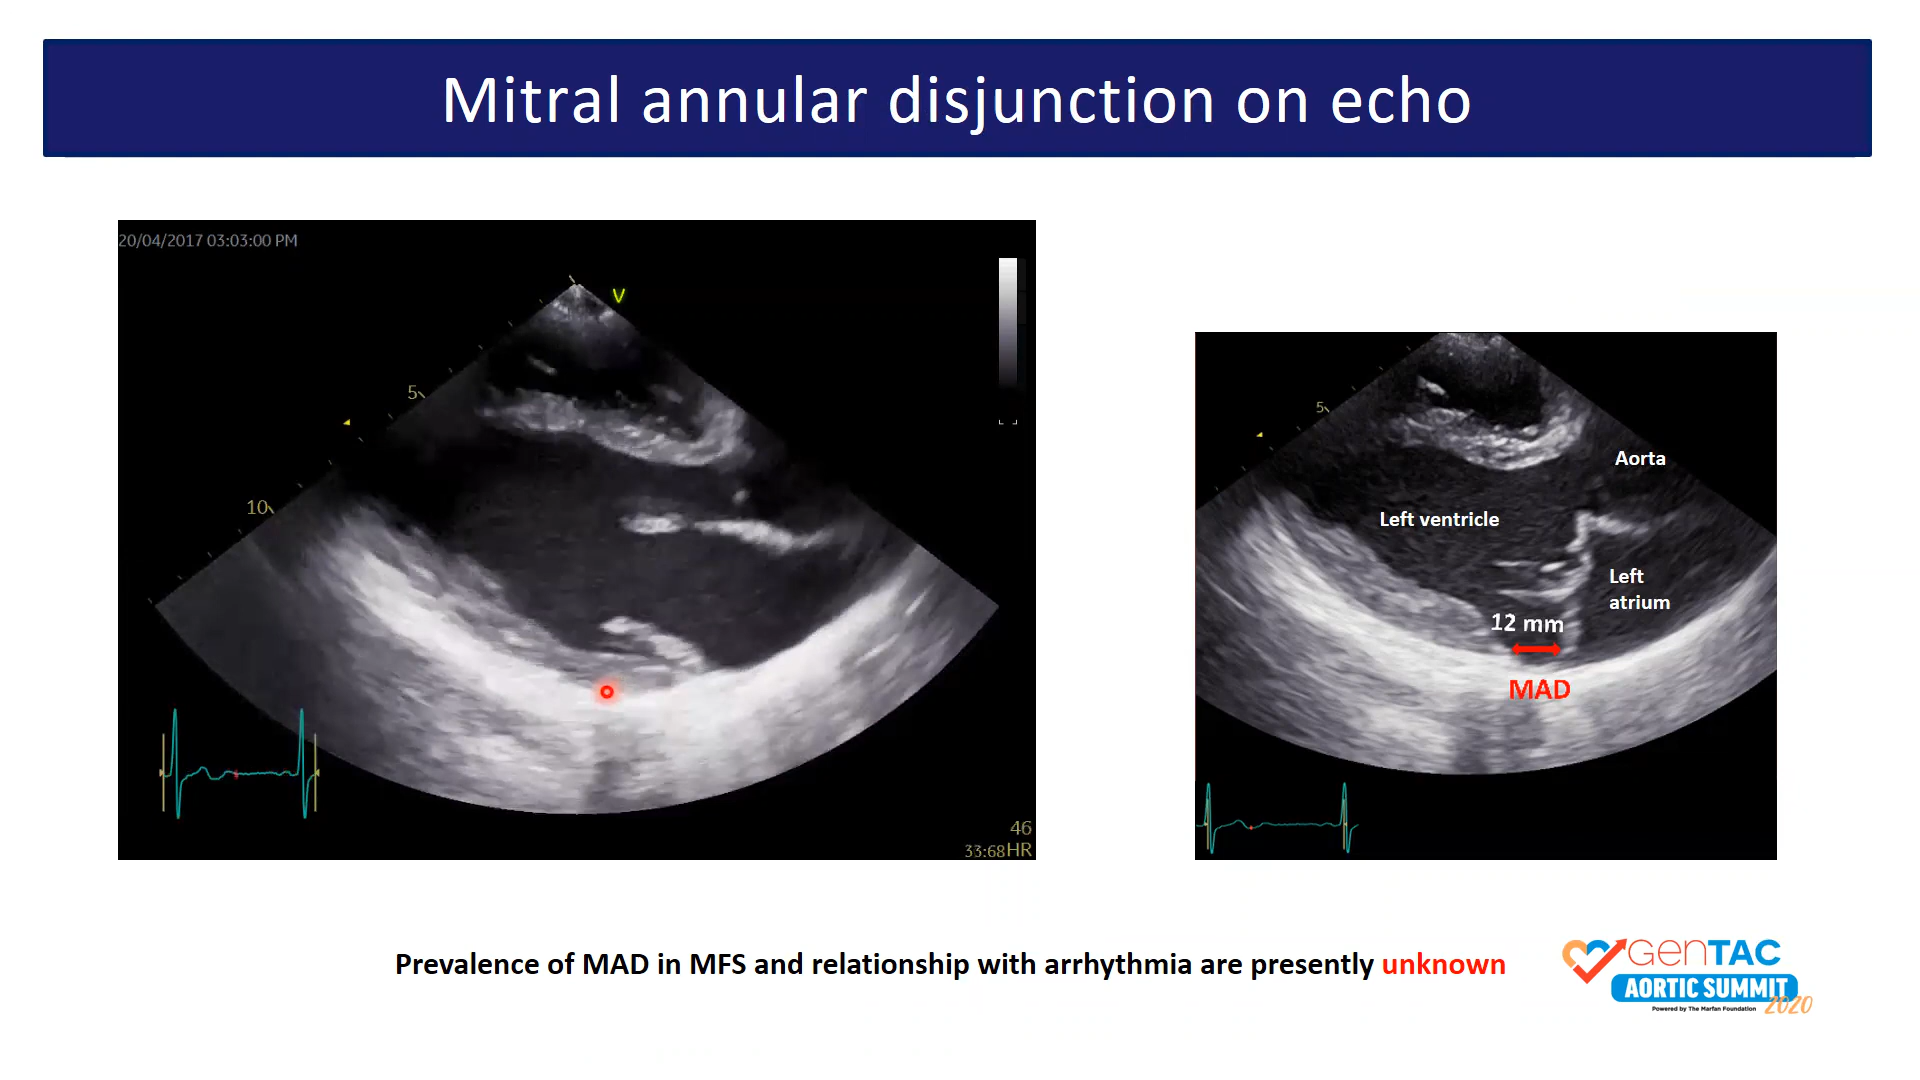 Mitral annular disjunction on echo
20/04/2017 03:03:00 PM
V
5
10
46
33:68HR
5
Aorta
Left ventricle
Left
atrium
12 mm
MAD
Prevalence of MAD in MFS and relationship with arrhythmia are presently unknown
GenTAC
AORTIC SUMMIT
2020
Powered by The Marfan Foundation